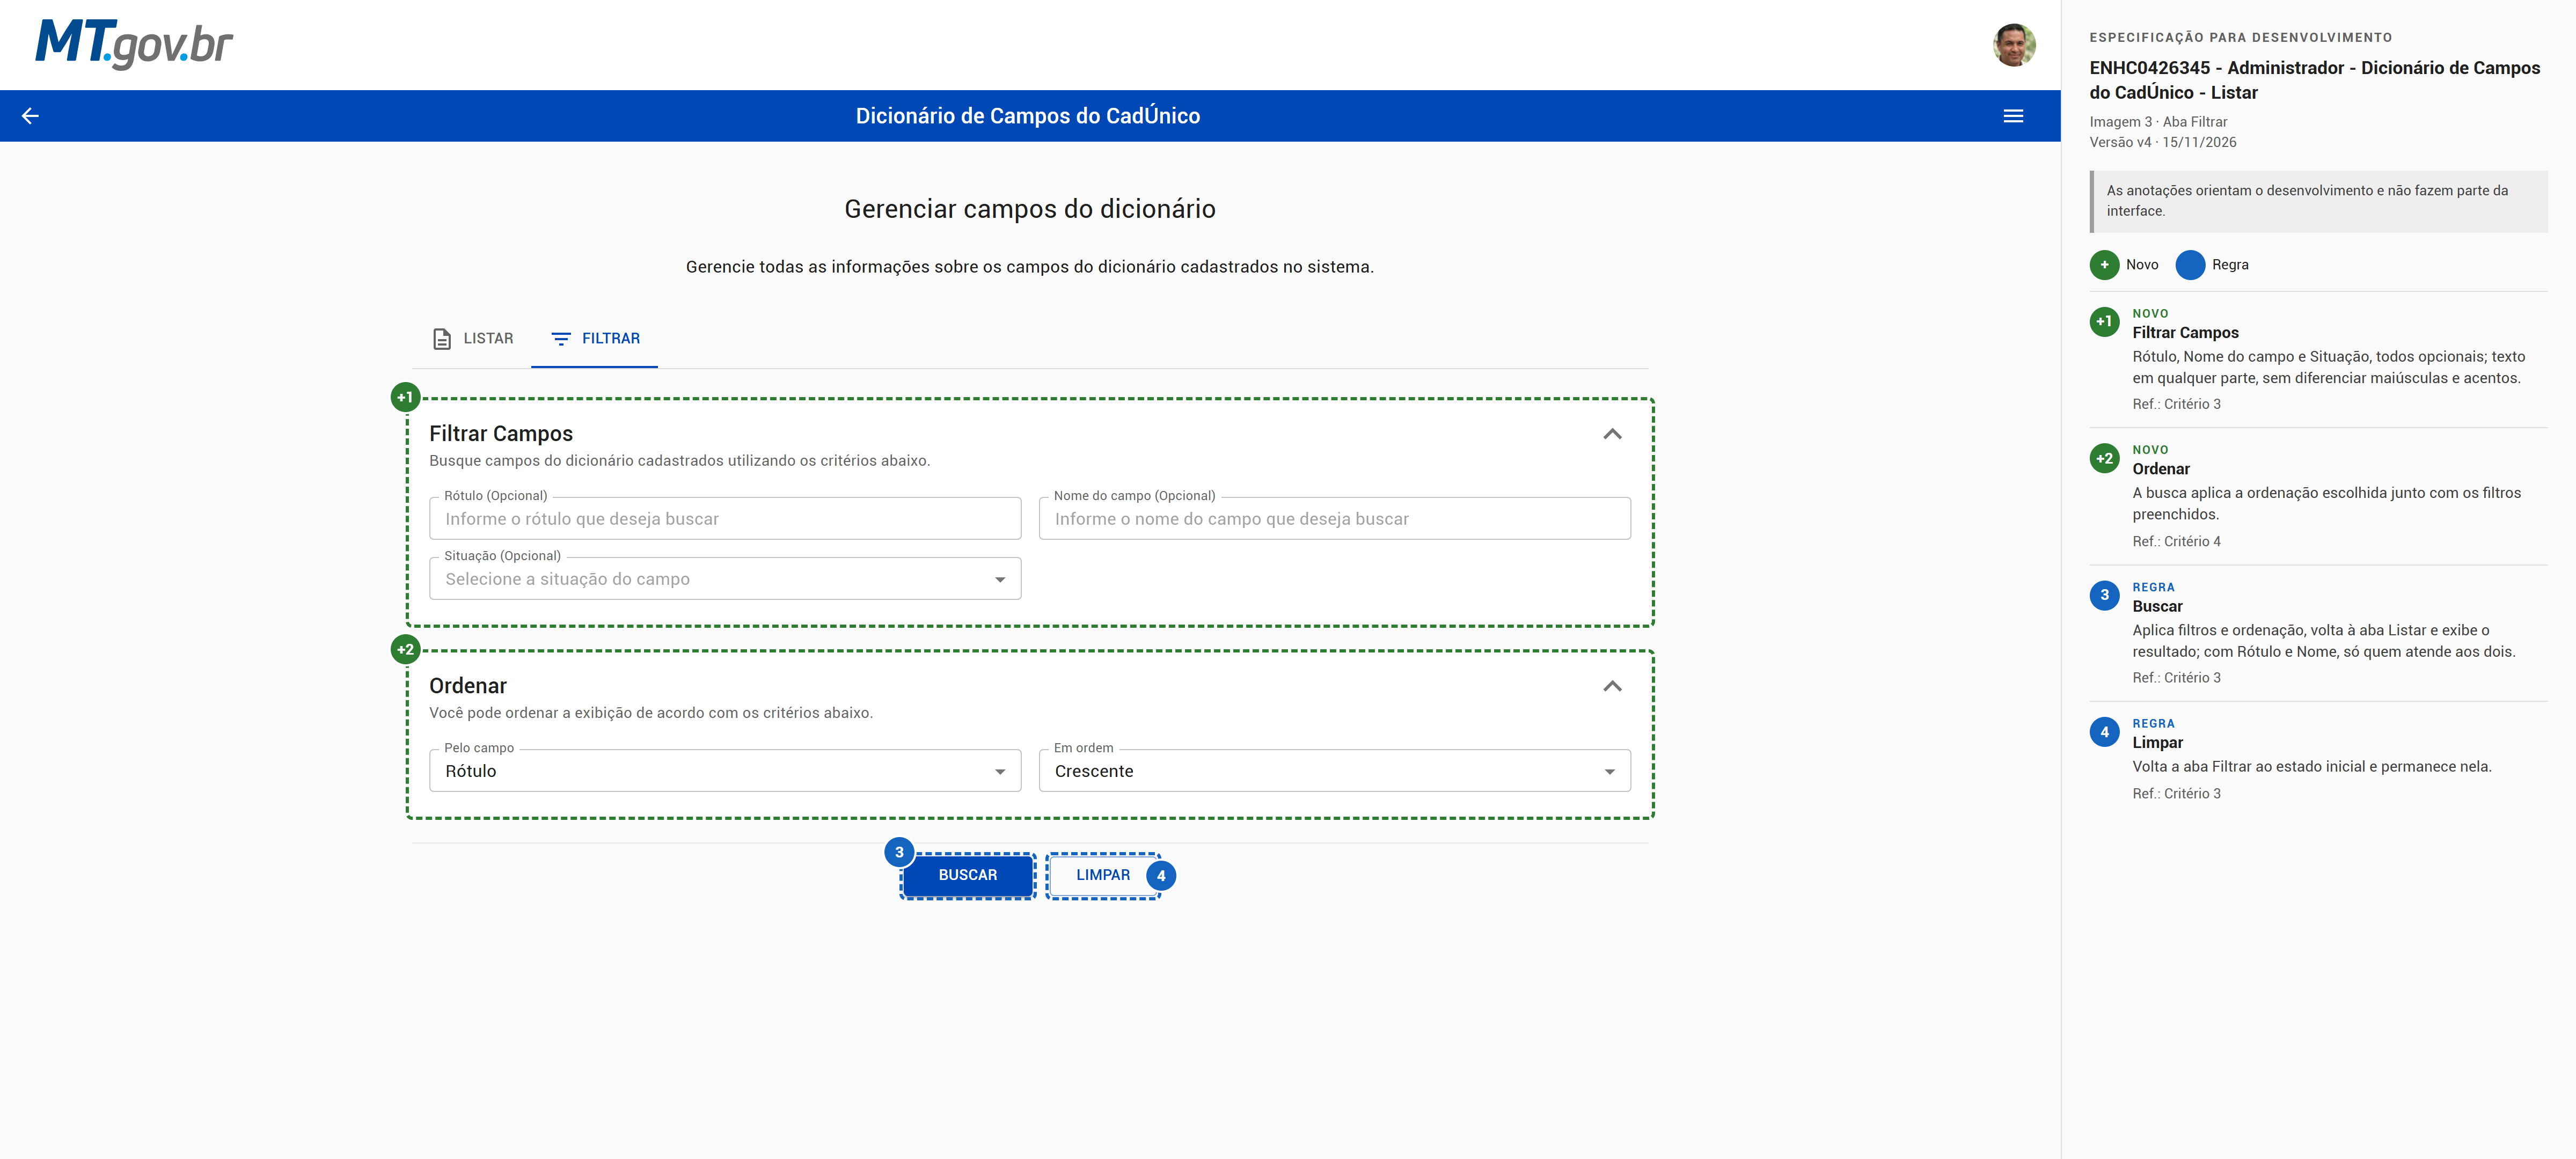 MT.gov.br
Dicionário de Campos do CadÚnico
Gerenciar campos do dicionário
Gerencie todas as informações sobre os campos do dicionário cadastrados no sistema.
LISTAR
FILTRAR
+1
Filtrar Campos
Busque campos do dicionário cadastrados utilizando os critérios abaixo.
Rótulo (Opcional)
Informe o rótulo que deseja buscar
Nome do campo (Opcional)
Informe o nome do campo que deseja buscar
Situação (Opcional)
Selecione a situação do campo
+2
Ordenar
Você pode ordenar a exibição de acordo com os critérios abaixo.
Pelo campo
Rótulo
Em ordem
Crescente
3
BUSCAR
LIMPAR
4
ESPECIFICAÇÃO PARA DESENVOLVIMENTO
ENHC0426345 - Administrador - Dicionário de Campos
do CadÚnico - Listar
Imagem 3 · Aba Filtrar
Versão v4 · 15/11/2026
As anotações orientam o desenvolvimento e não fazem parte da
interface.
+ Novo
Regra
+1
NOVO
Filtrar Campos
Rótulo, Nome do campo e Situação, todos opcionais; texto
em qualquer parte, sem diferenciar maiúsculas e acentos.
Ref.: Critério 3
+2
NOVO
Ordenar
A busca aplica a ordenação escolhida junto com os filtros
preenchidos.
Ref.: Critério 4
3
REGRA
Buscar
Aplica filtros e ordenação, volta à aba Listar e exibe o
resultado; com Rótulo e Nome, só quem atende aos dois.
Ref.: Critério 3
4
REGRA
Limpar
Volta a aba Filtrar ao estado inicial e permanece nela.
Ref.: Critério 3